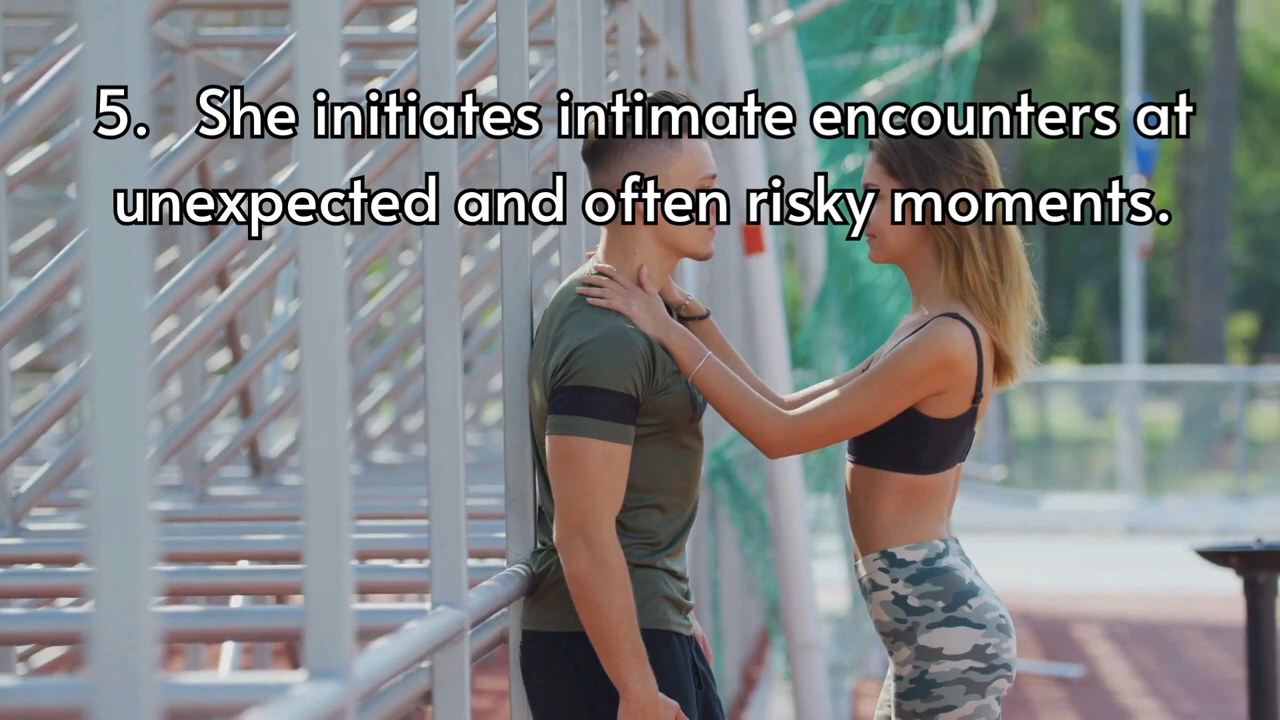 5. She initiates intimate encounters at
unexpected and often risky moments.